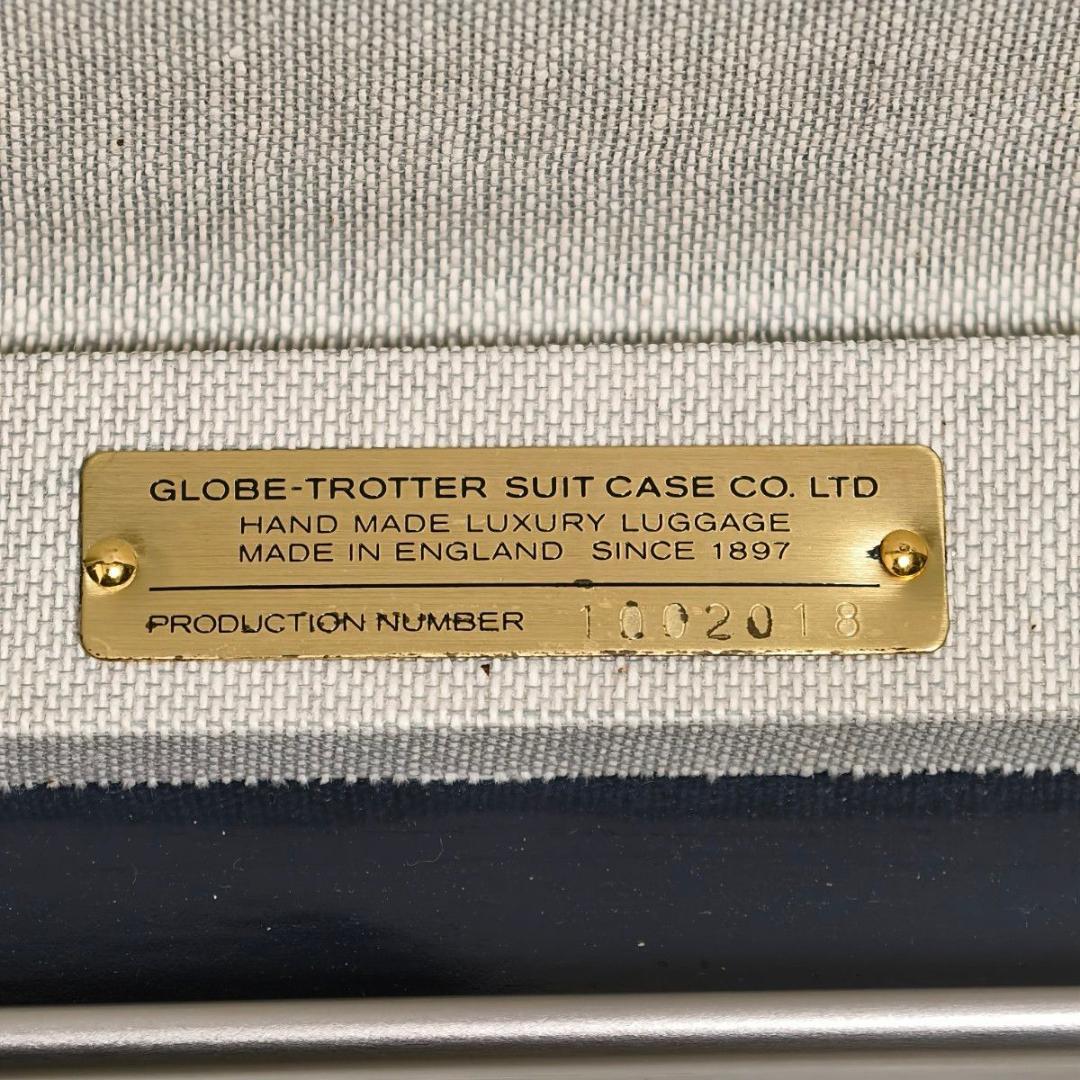 GLOBE-TROTTER SUIT CASE CO. LTD
HAND MADE LUXURY LUGGAGE
MADE IN ENGLAND SINCE 1897
PRODUCTION NUMBER 1002018